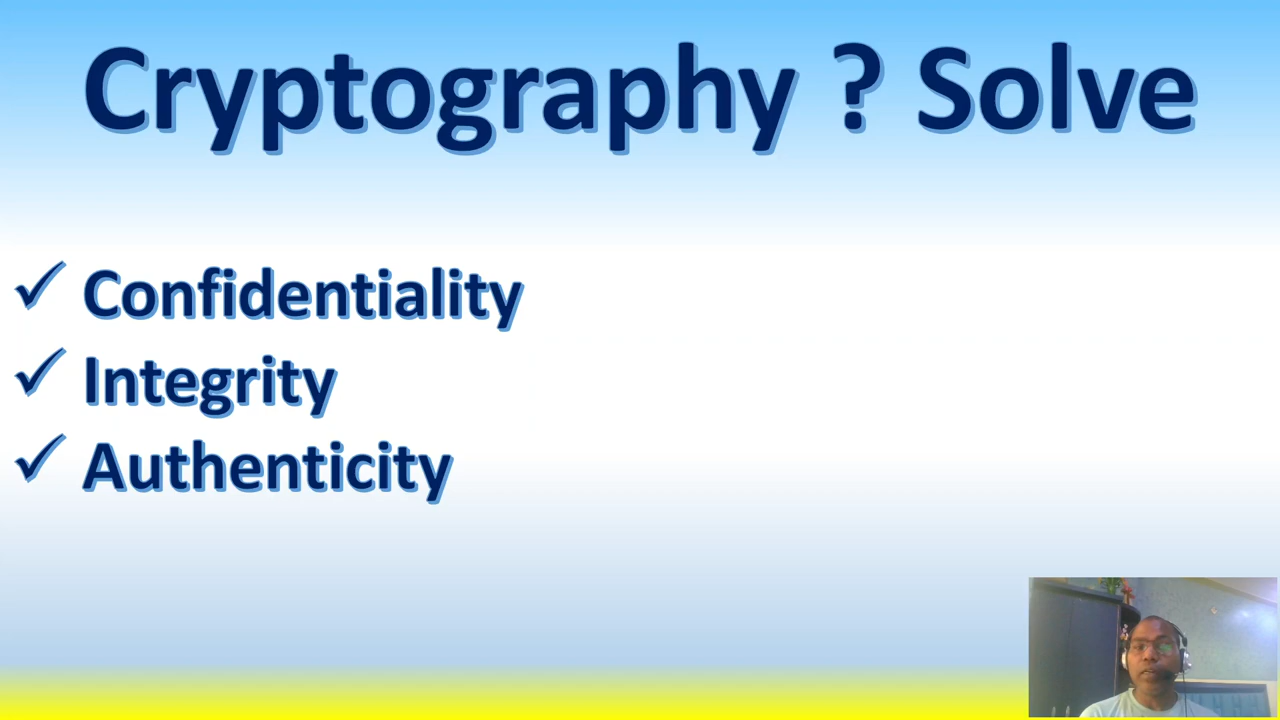 Cryptography ? Solve
✓ Confidentiality
✓ Integrity
✓ Authenticity